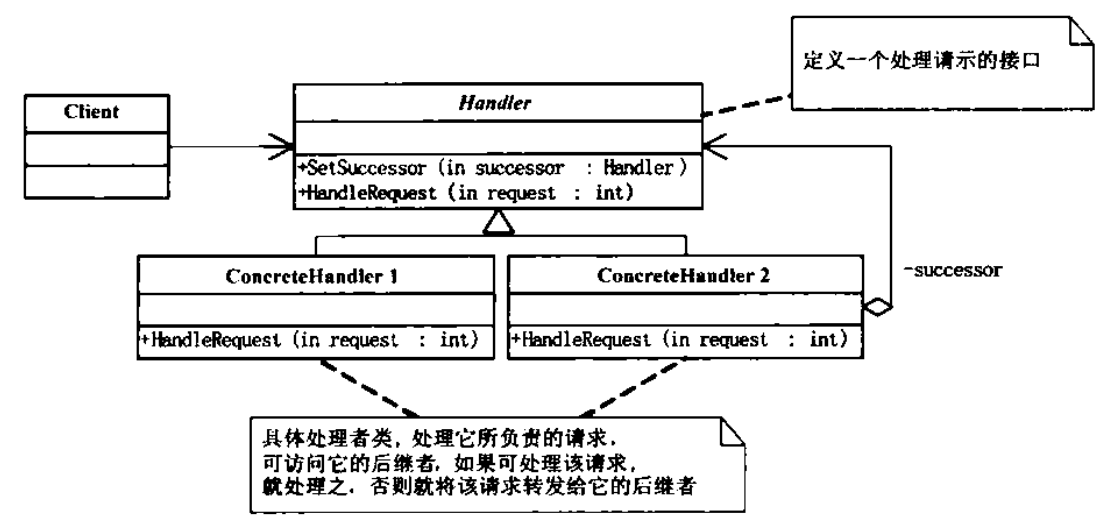 定义一个处理请示的接口
Client
Handler
+SetSuccessor (in successor : Handler)
+HandleRequest (in request : int)
ConcreteHandler 1
ConcreteHandler 2
-successor
+HandleRequest (in request : int)
+HandleRequest (in request : int)
具体处理者类，处理它所负责的请求，
可访问它的后继者，如果可处理该请求，
就处理之，否则就将该请求转发给它的后继者